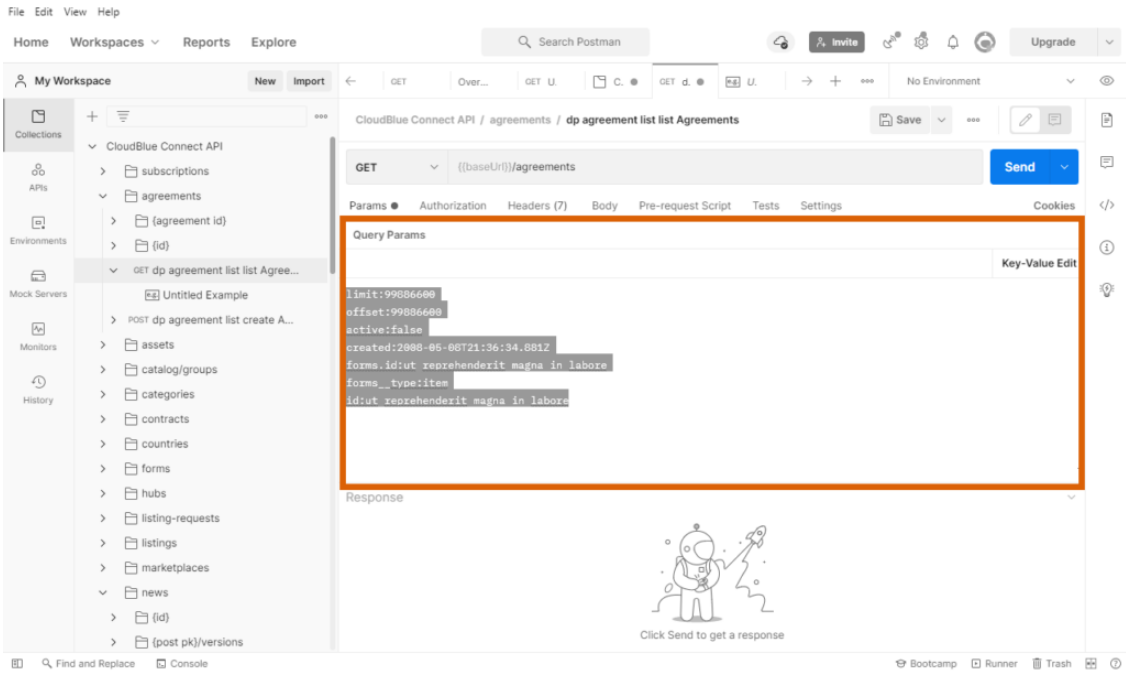 File Edit View Help
Home Workspaces Reports Explore Search Postman Invite Upgrade
My Workspace New Import GET Over... GET U. C. GET d. e.g. U. No Environment
Collections
APIs
Environments
Mock Servers
Monitors
History
CloudBlue Connect API
subscriptions
agreements
{agreement id}
{id}
GET dp agreement list list Agree...
e.g. Untitled Example
POST dp agreement list create A...
assets
catalog/groups
categories
contracts
countries
forms
hubs
listing-requests
listings
marketplaces
news
{id}
{post pk}/versions
CloudBlue Connect API / agreements / dp agreement list list Agreements Save
GET {{baseUrl}}/agreements Send
Params Authorization Headers (7) Body Pre-request Script Tests Settings Cookies
Query Params
Key-Value Edit
limit:99886600
offset:99886600
active:false
created:2008-05-08T21:36:34.881Z
forms.id:ut reprehenderit magna in labore
forms__type:item
id:ut reprehenderit magna in labore
Response
Click Send to get a response
Find and Replace Console Bootcamp Runner Trash